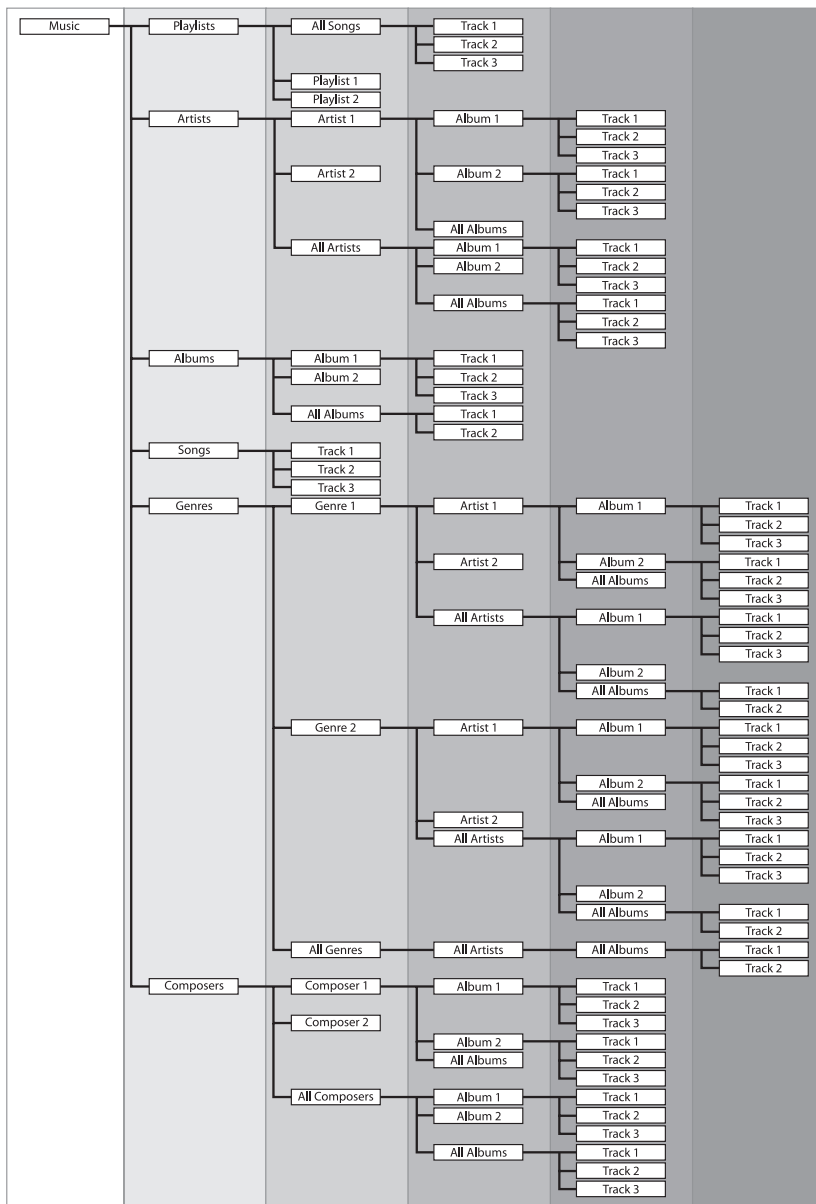 Music Playlists All Songs Track 1
Track 2
Track 3
Playlist 1
Playlist 2
Artists Artist 1 Album 1 Track 1
Track 2
Track 3
Artist 2 Album 2 Track 1
Track 2
Track 3
All Albums
All Artists Album 1 Track 1
Album 2 Track 2
Track 3
All Albums Track 1
Track 2
Track 3
Albums Album 1 Track 1
Album 2 Track 2
Track 3
All Albums Track 1
Track 2
Songs Track 1
Track 2
Track 3
Genres Genre 1 Artist 1 Album 1 Track 1
Track 2
Track 3
Artist 2 Album 2 Track 1
All Albums Track 2
Track 3
All Artists Album 1 Track 1
Track 2
Track 3
Album 2
All Albums Track 1
Track 2
Genre 2 Artist 1 Album 1 Track 1
Track 2
Track 3
Album 2 Track 1
All Albums Track 2
Artist 2 Track 3
All Artists Album 1 Track 1
Track 2
Track 3
Album 2
All Albums Track 1
Track 2
All Genres All Artists All Albums Track 1
Track 2
Composers Composer 1 Album 1 Track 1
Track 2
Composer 2 Track 3
Album 2 Track 1
All Albums Track 2
Track 3
All Composers Album 1 Track 1
Album 2 Track 2
Track 3
All Albums Track 1
Track 2
Track 3